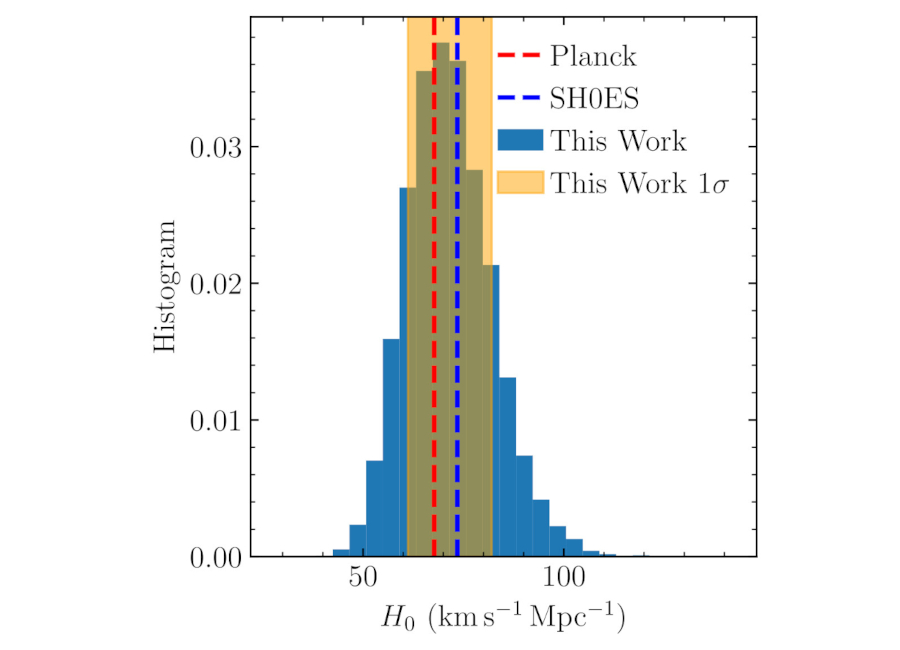 Planck
SH0ES
This Work
This Work 1σ
0.03
0.02
0.01
0.00
Histogram
50 100
H₀ (km s⁻¹ Mpc⁻¹)